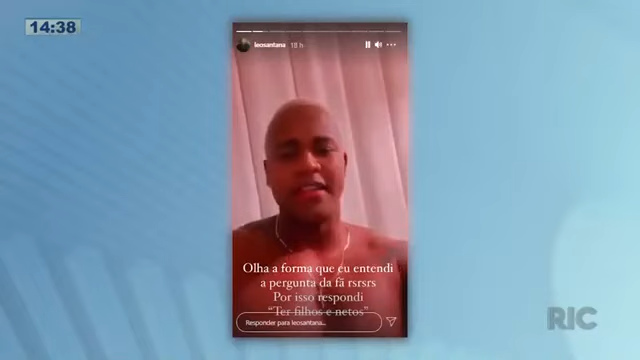 14:38
leosantana 18 h
Olha a forma que eu entendi
a pergunta da fã rsrsrs
Por isso respondi
“Ter filhos e netos”
Responder para leosantana...
RIC